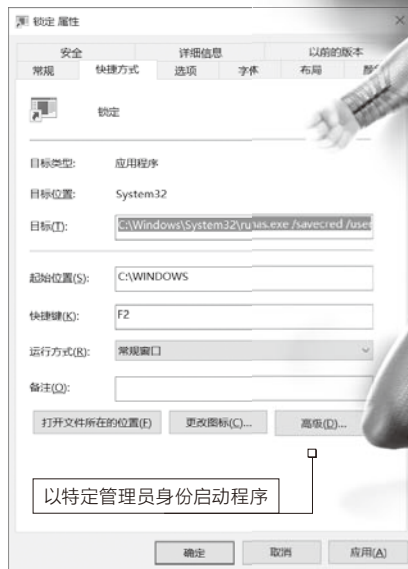 锁定 属性
安全 详细信息 以前的版本
常规 快捷方式 选项 字体 布局
锁定
目标类型: 应用程序
目标位置: System32
目标(T): C:\Windows\System32\runas.exe /savecred /user
起始位置(S): C:\WINDOWS
快捷键(K): F2
运行方式(R): 常规窗口
备注(O):
打开文件所在的位置(F) 更改图标(C)... 高级(D)...
以特定管理员身份启动程序
确定 取消 应用(A)